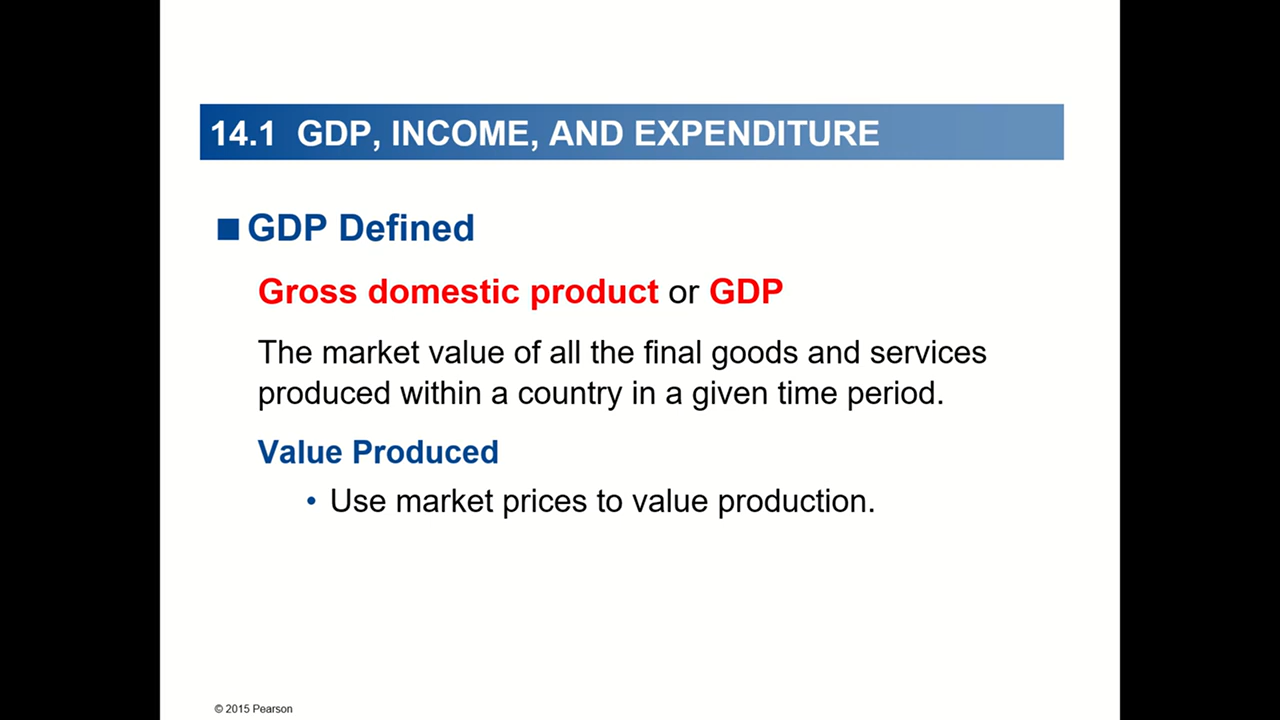 14.1 GDP, INCOME, AND EXPENDITURE
GDP Defined
Gross domestic product or GDP
The market value of all the final goods and services
produced within a country in a given time period.
Value Produced
• Use market prices to value production.
© 2015 Pearson